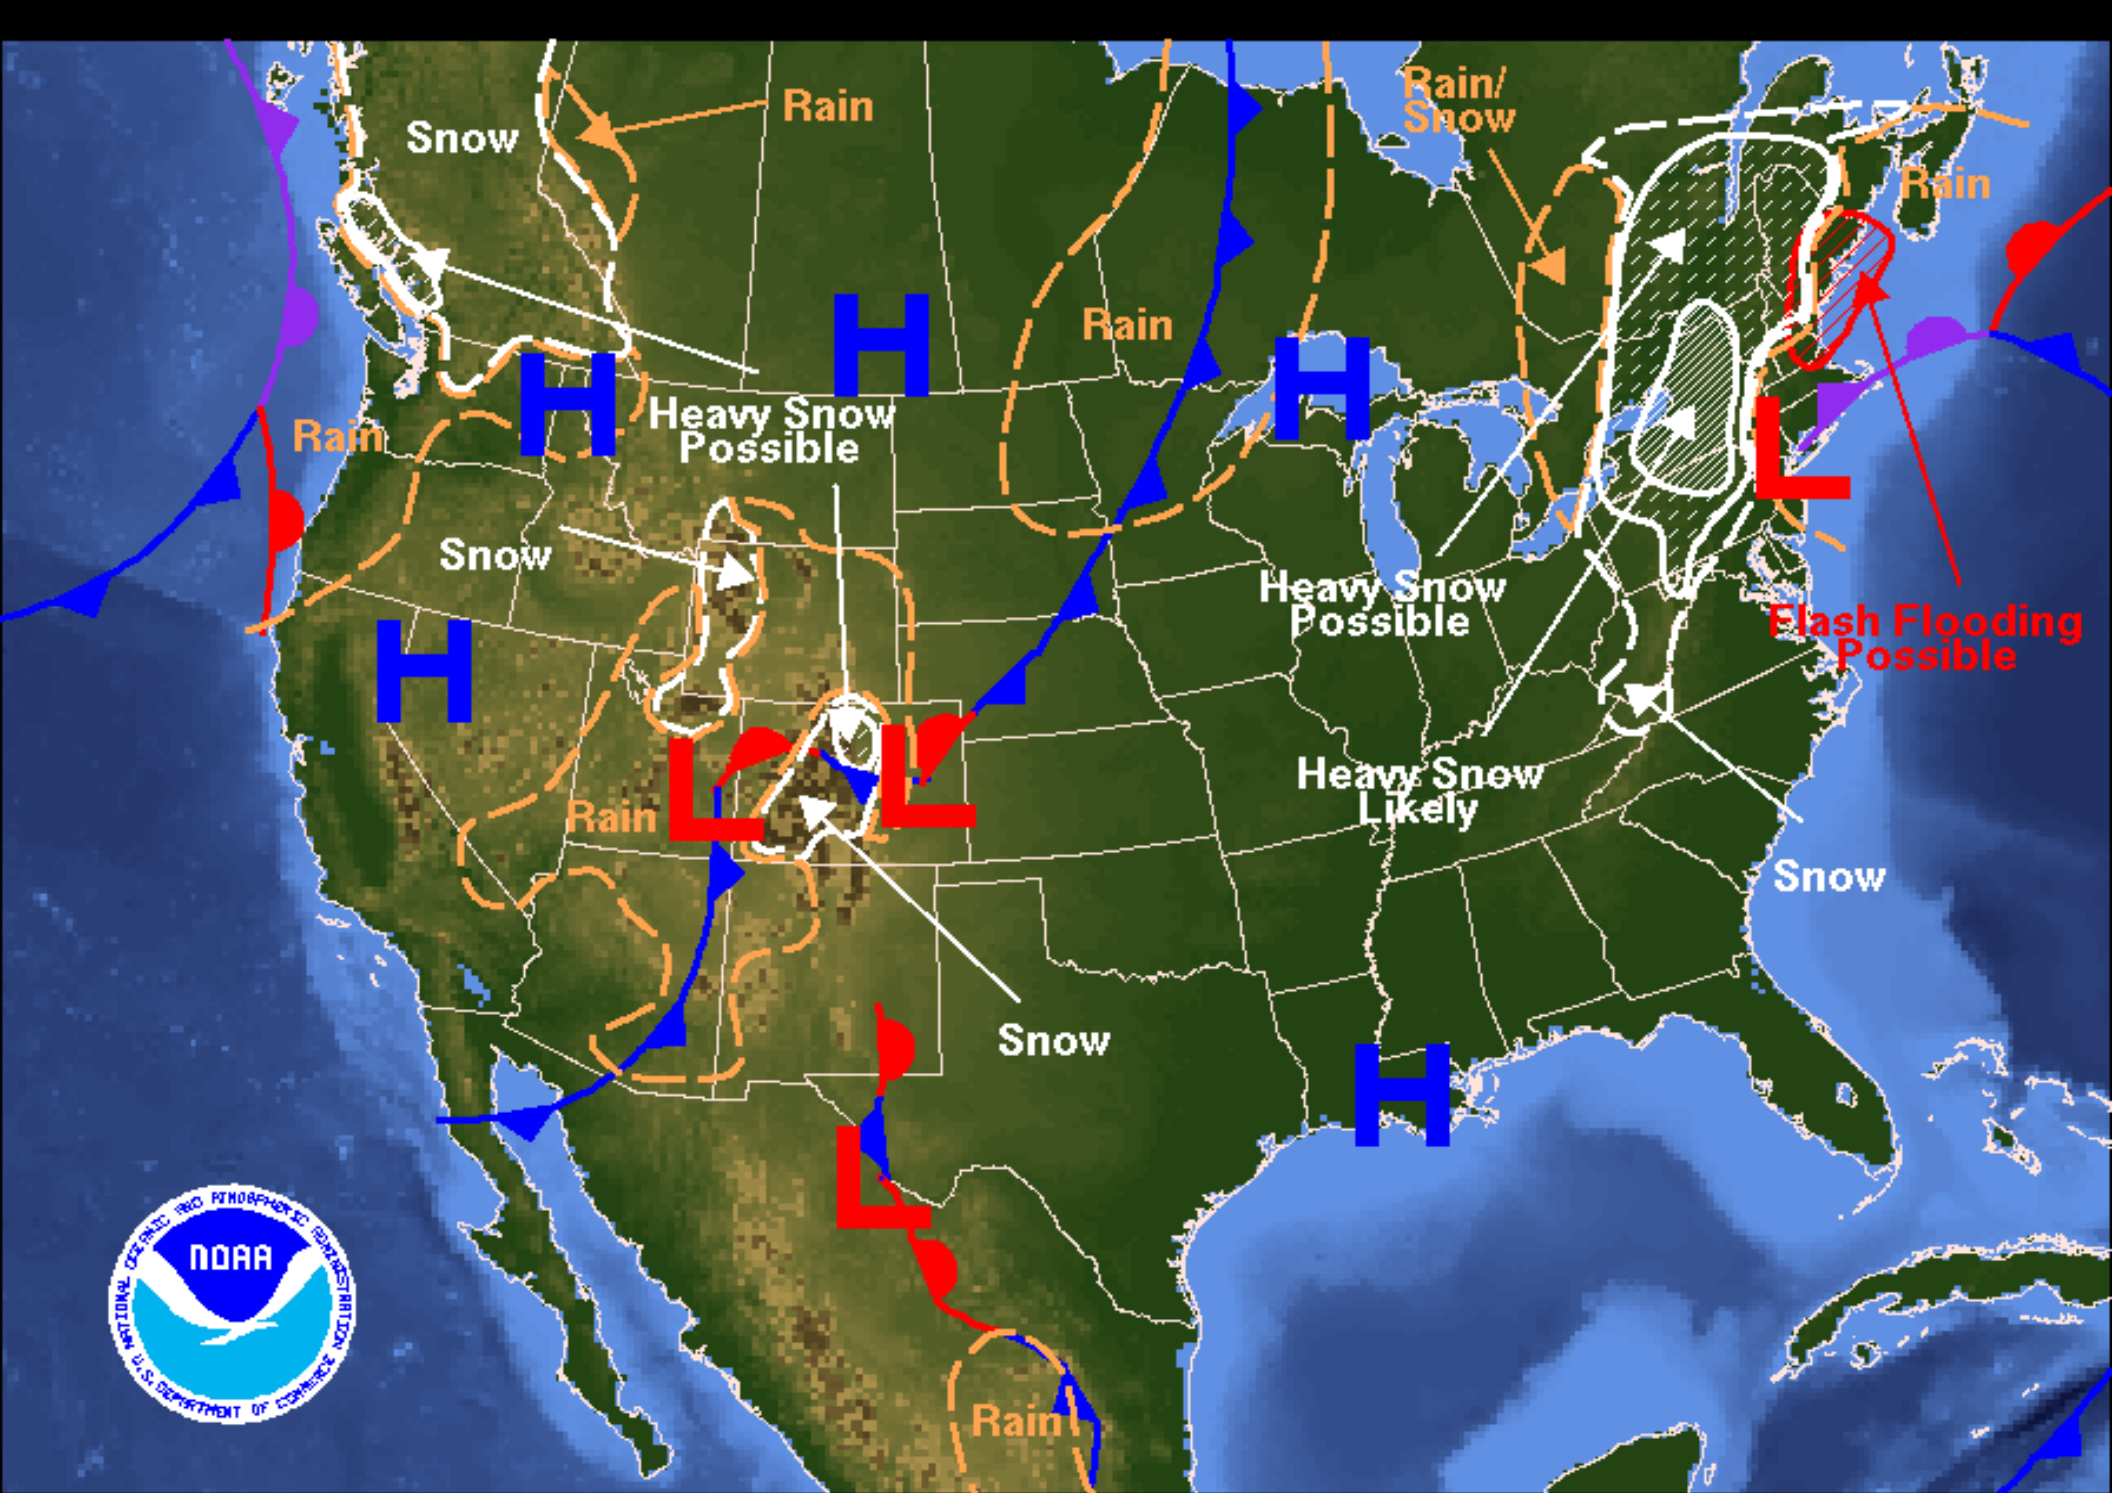 Rain/
Snow
Rain
Snow
Rain
Rain
H
H
H
Heavy Snow
Possible
Rain
L
Snow
Heavy Snow
Possible
Flash Flooding
Possible
H
L
L
Rain
Heavy Snow
Likely
Snow
Snow
H
L
NOAA
NATIONAL OCEANIC AND ATMOSPHERIC ADMINISTRATION
U.S. DEPARTMENT OF COMMERCE
Rain